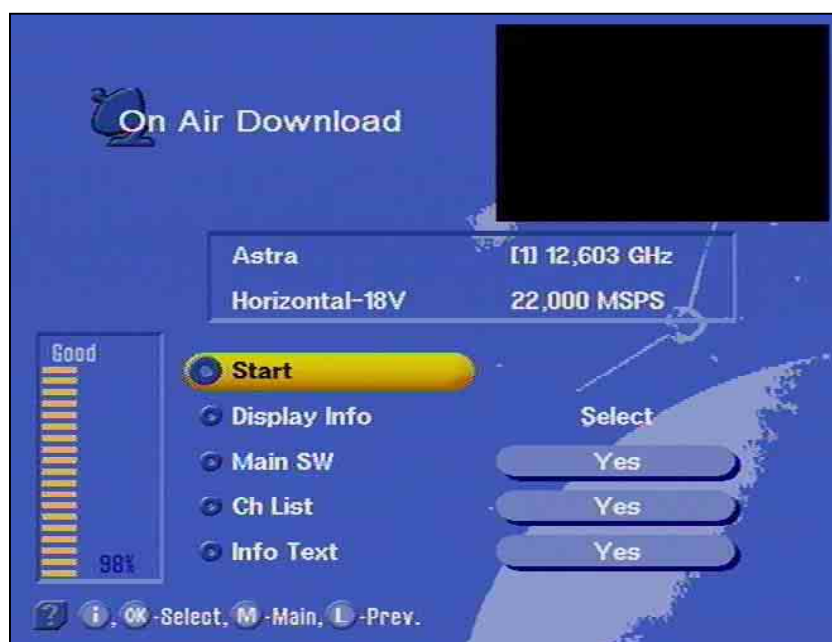 On Air Download
Astra [1] 12,603 GHz
Horizontal-18V 22,000 MSPS
Good
Start
Display Info Select
Main SW Yes
Ch List Yes
98%
Info Text Yes
? i, OK -Select, M -Main, L -Prev.